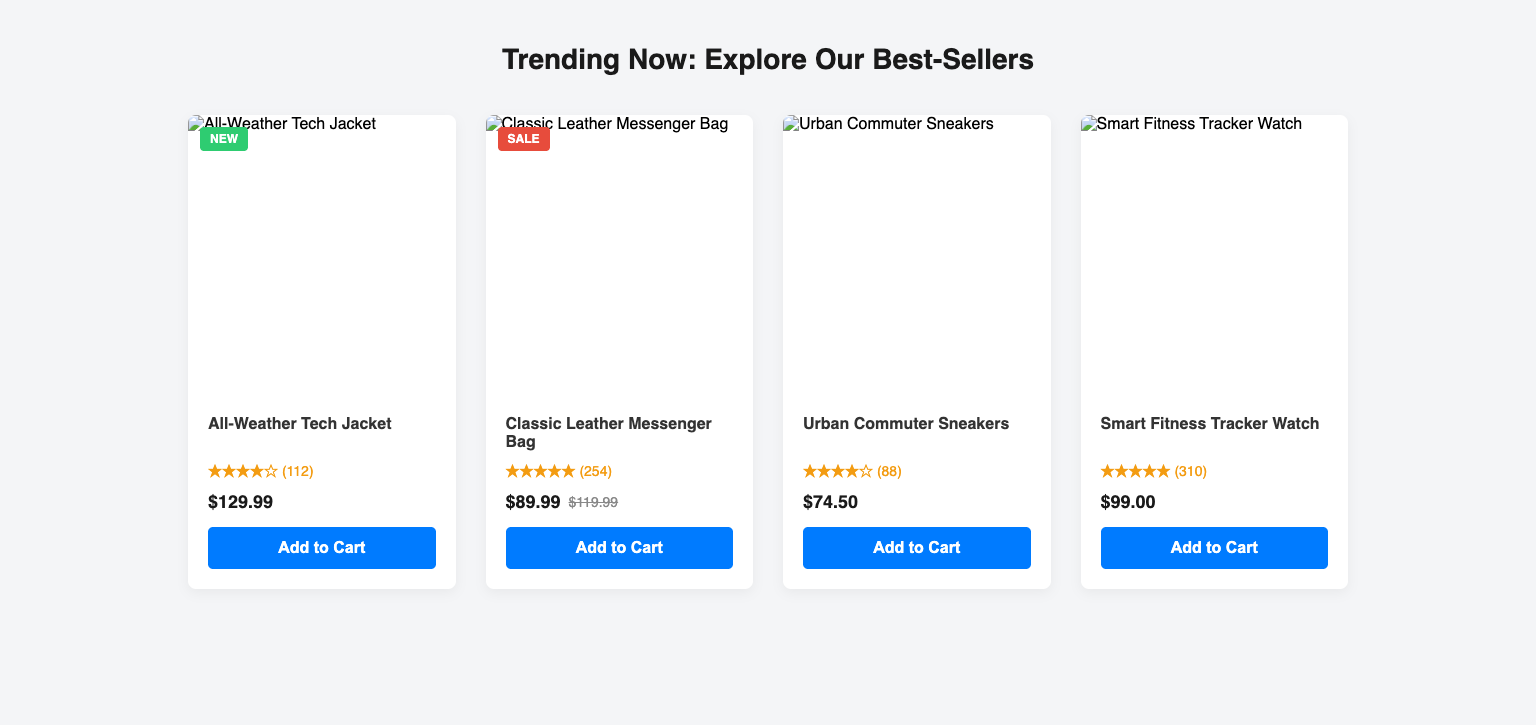 Trending Now: Explore Our Best-Sellers
All-Weather Tech Jacket
NEW
All-Weather Tech Jacket
★★★★☆ (112)
$129.99
Add to Cart
Classic Leather Messenger Bag
SALE
Classic Leather Messenger
Bag
★★★★★ (254)
$89.99 $119.99
Add to Cart
Urban Commuter Sneakers
Urban Commuter Sneakers
★★★★☆ (88)
$74.50
Add to Cart
Smart Fitness Tracker Watch
Smart Fitness Tracker Watch
★★★★★ (310)
$99.00
Add to Cart